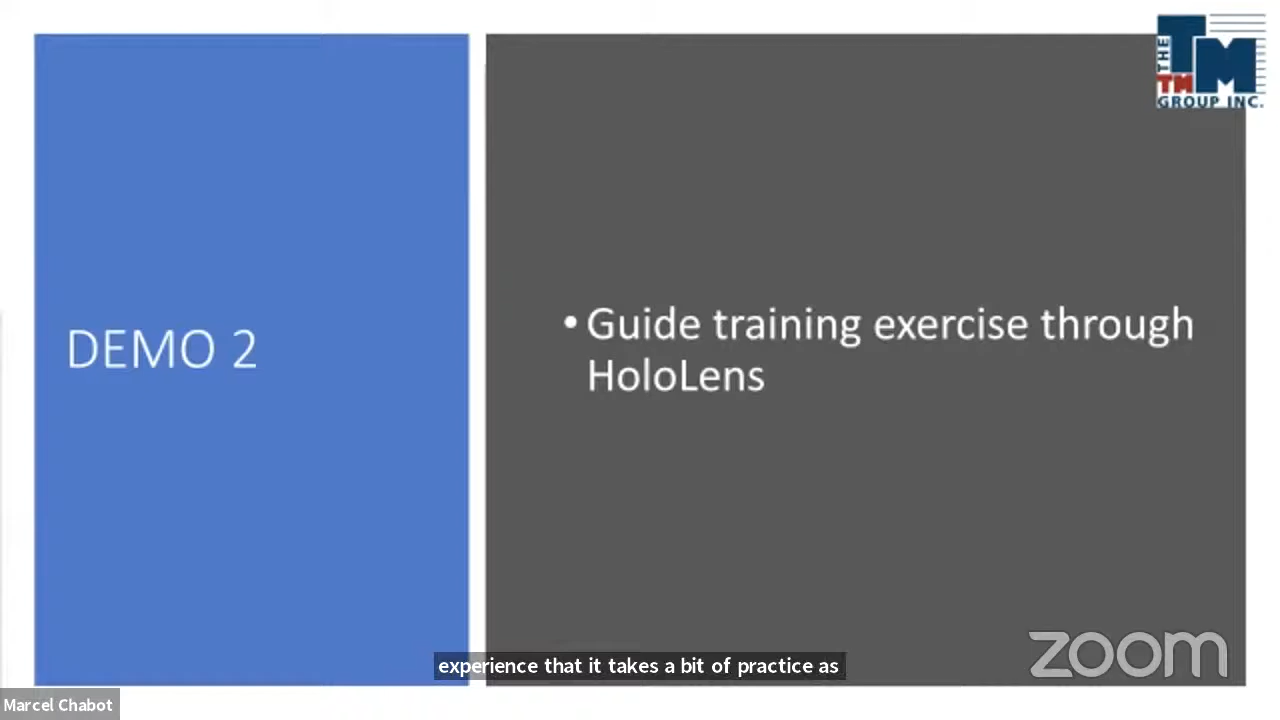 THE
TM
TM
GROUP INC.
DEMO 2
• Guide training exercise through
HoloLens
experience that it takes a bit of practice as
zoom
Marcel Chabot